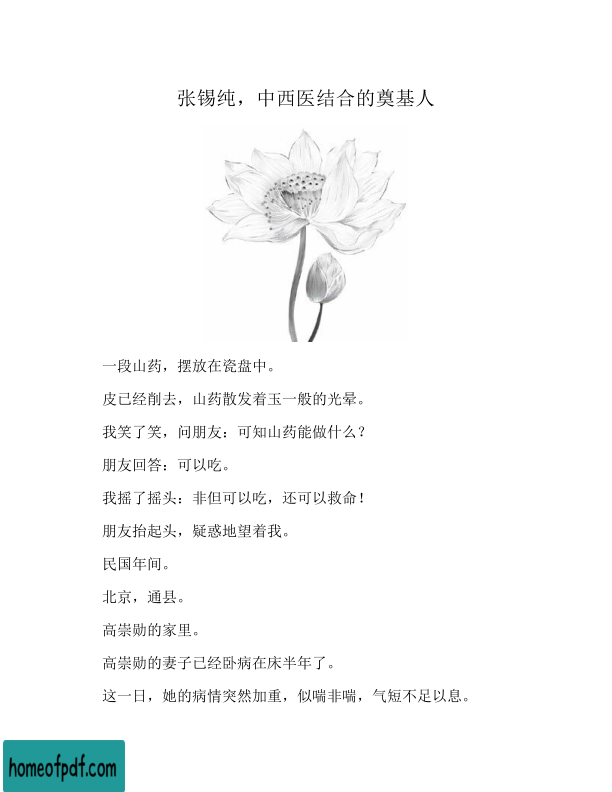 张锡纯，中西医结合的奠基人
一段山药，摆放在瓷盘中。
皮已经削去，山药散发着玉一般的光晕。
我笑了笑，问朋友：可知山药能做什么？
朋友回答：可以吃。
我摇了摇头：非但可以吃，还可以救命！
朋友抬起头，疑惑地望着我。
民国年间。
北京，通县。
高崇勋的家里。
高崇勋的妻子已经卧病在床半年了。
这一日，她的病情突然加重，似喘非喘，气短不足以息。
homeofpdf.com